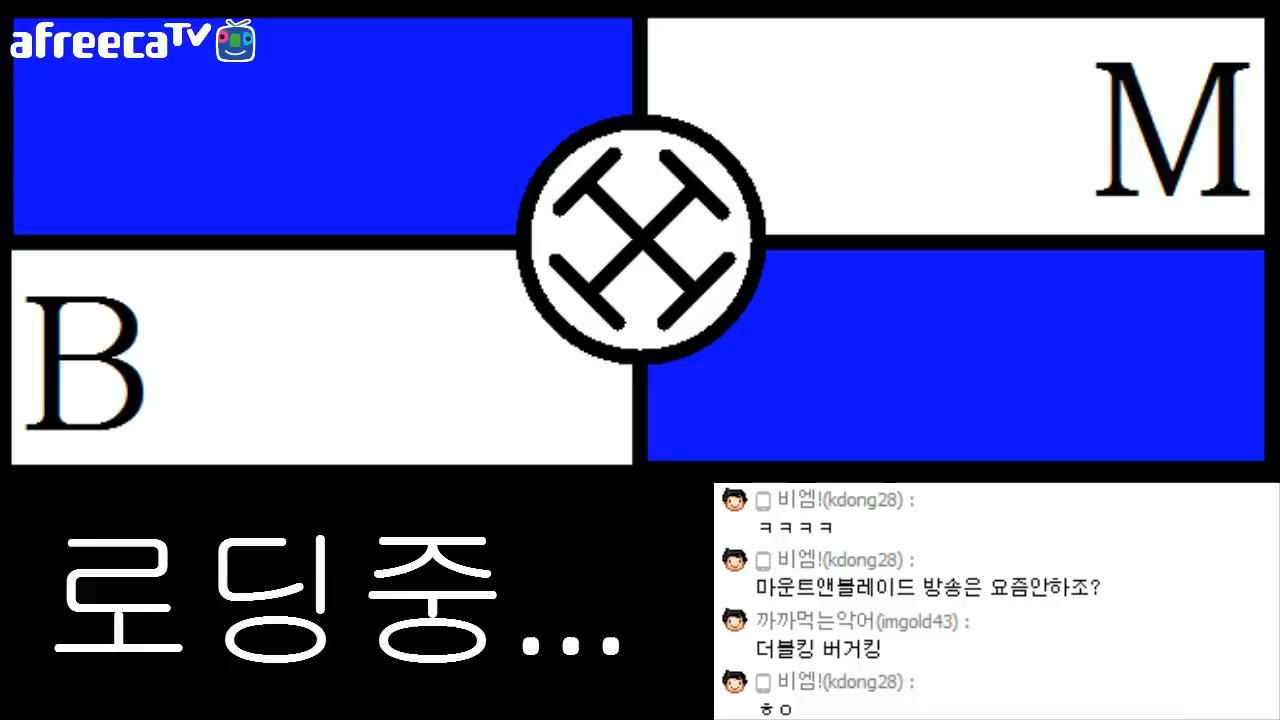 afreecaTV
M
B
로딩중...
비엠!(kdong28) :
ㅋㅋㅋㅋ
비엠!(kdong28) :
마운트앤블레이드 방송은 요즘안하조?
까까먹는악어(imgold43) :
더블킹 버거킹
비엠!(kdong28) :
ㅎㅇ